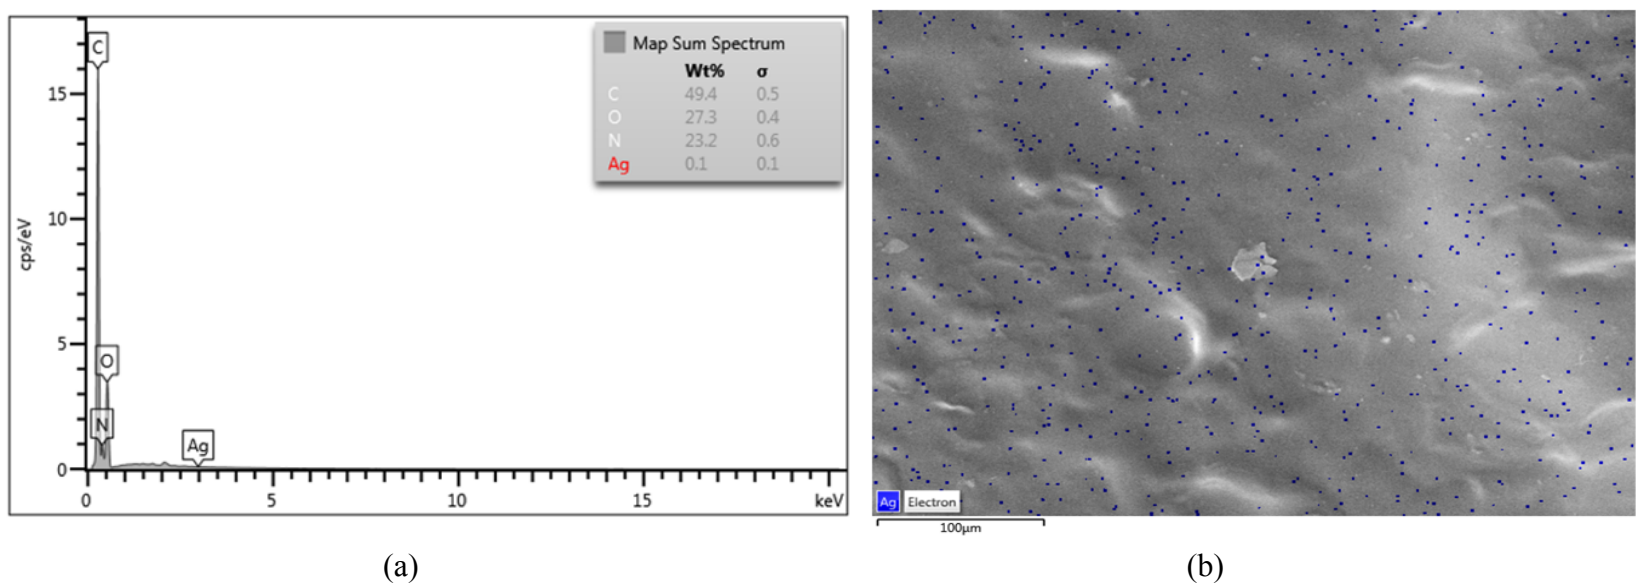 C
15
10
5
0
cps/eV
O
N
Ag
0 5 10 15 keV
Map Sum Spectrum
Wt% σ
C 49.4 0.5
O 27.3 0.4
N 23.2 0.6
Ag 0.1 0.1
Ag Electron
100µm
(a) (b)